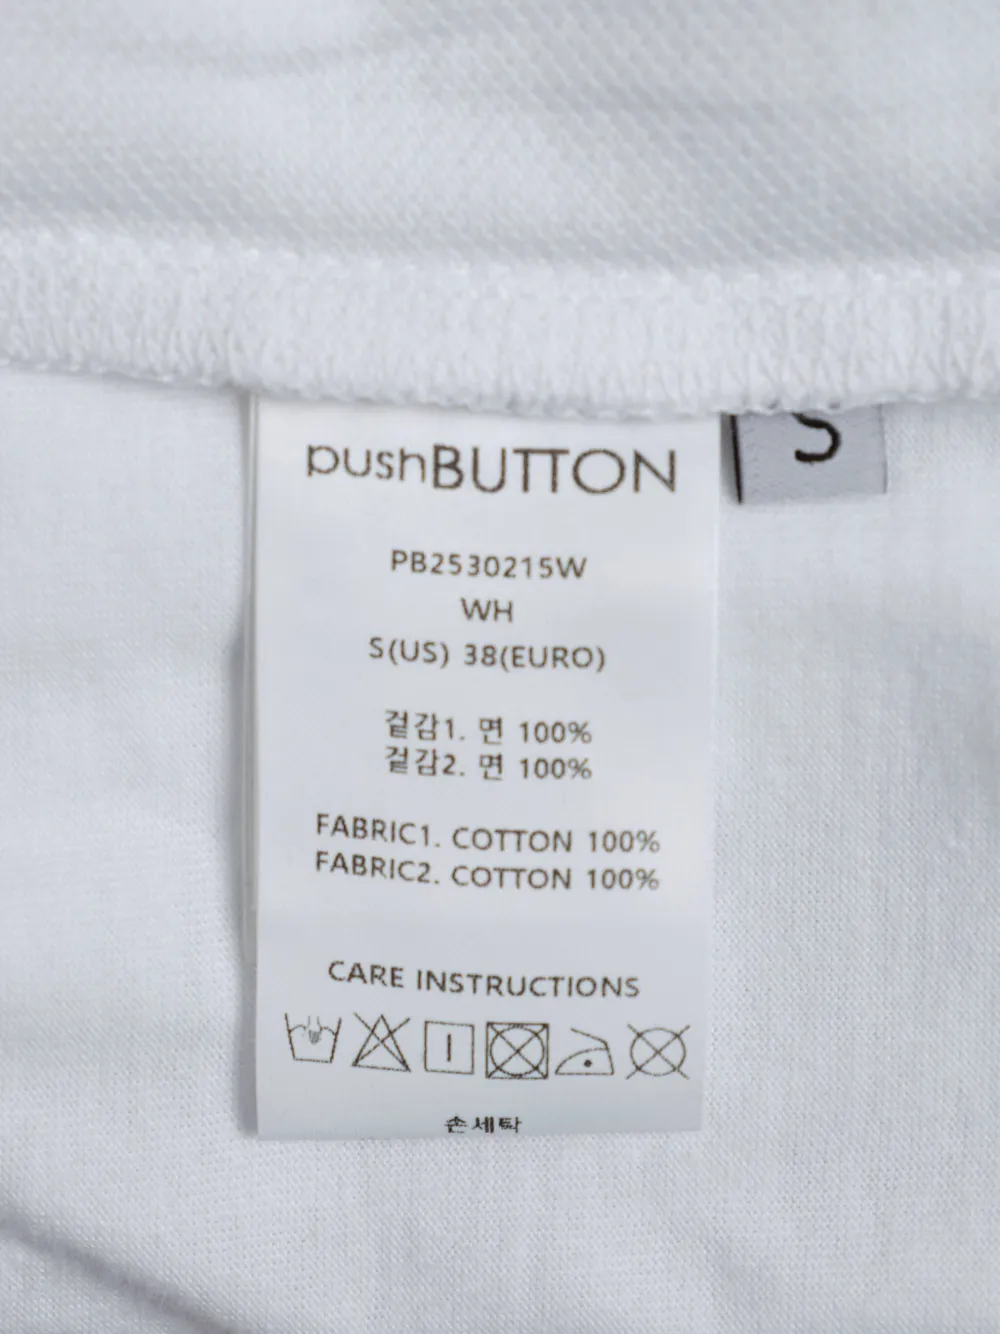 pushBUTTON
S
PB2530215W
WH
S(US) 38(EURO)
겉감1. 면 100%
겉감2. 면 100%
FABRIC1. COTTON 100%
FABRIC2. COTTON 100%
CARE INSTRUCTIONS
손세탁